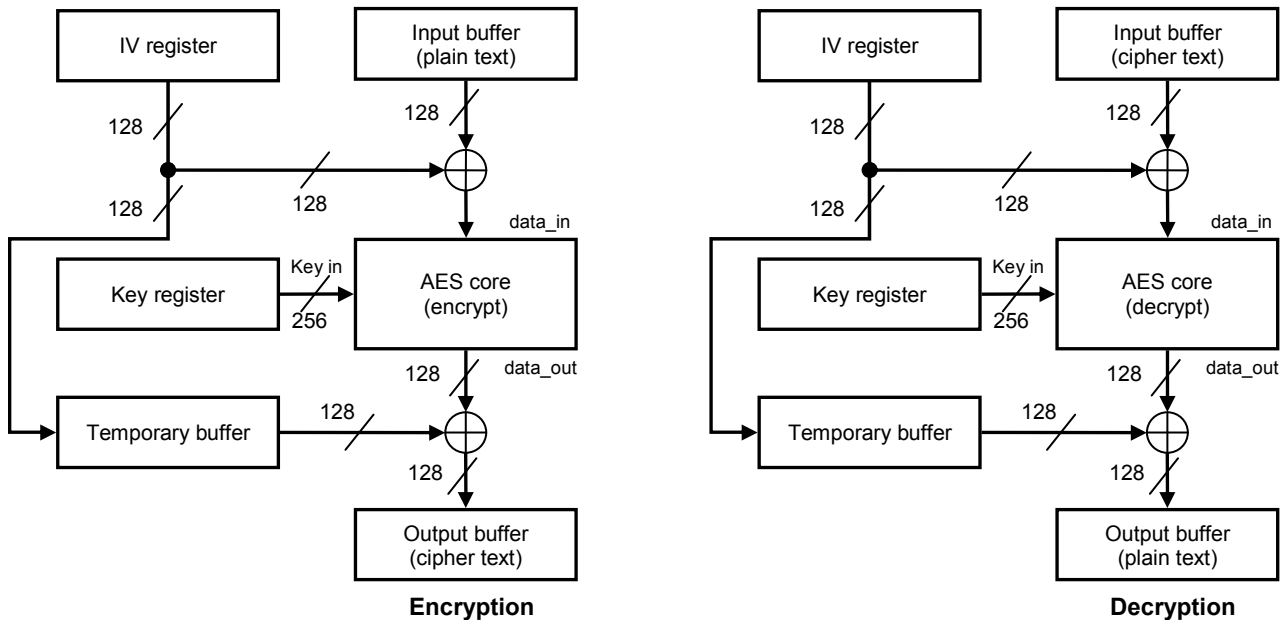 IV register
Input buffer
(plain text)
128
128
128
128
data_in
Key register
Key in
256
AES core
(encrypt)
128
data_out
Temporary buffer
128
128
Output buffer
(cipher text)
Encryption
IV register
Input buffer
(cipher text)
128
128
128
128
data_in
Key register
Key in
256
AES core
(decrypt)
128
data_out
Temporary buffer
128
128
Output buffer
(plain text)
Decryption